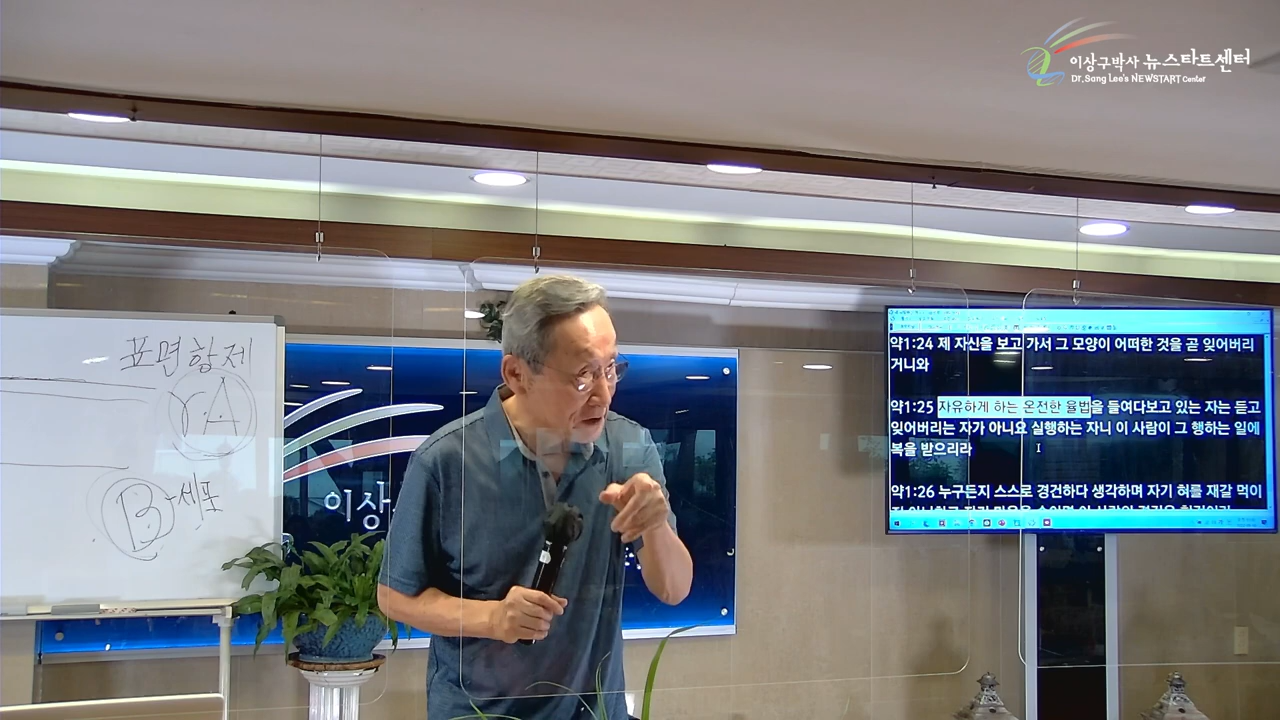 이상구박사 뉴스타트센터
Dr. Sang Lee's NEWSTART Center
표면항제
r.A
B
세포
이상
약1:24 제 자신을 보고 가서 그 모양이 어떠한 것을 곧 잊어버리
거니와
약1:25 자유하게 하는 온전한 율법을 들여다보고 있는 자는 듣고
잊어버리는 자가 아니요 실행하는 자니 이 사람이 그 행하는 일에
복을 받으리라
약1:26 누구든지 스스로 경건하다 생각하며 자기 혀를 재갈 먹이